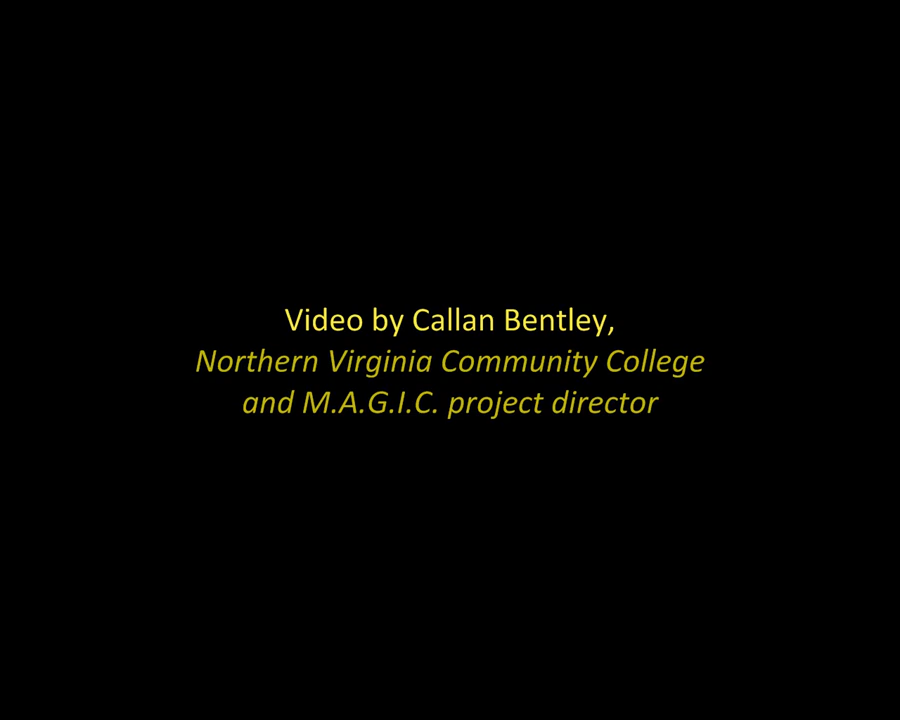 Video by Callan Bentley,
Northern Virginia Community College
and M.A.G.I.C. project director